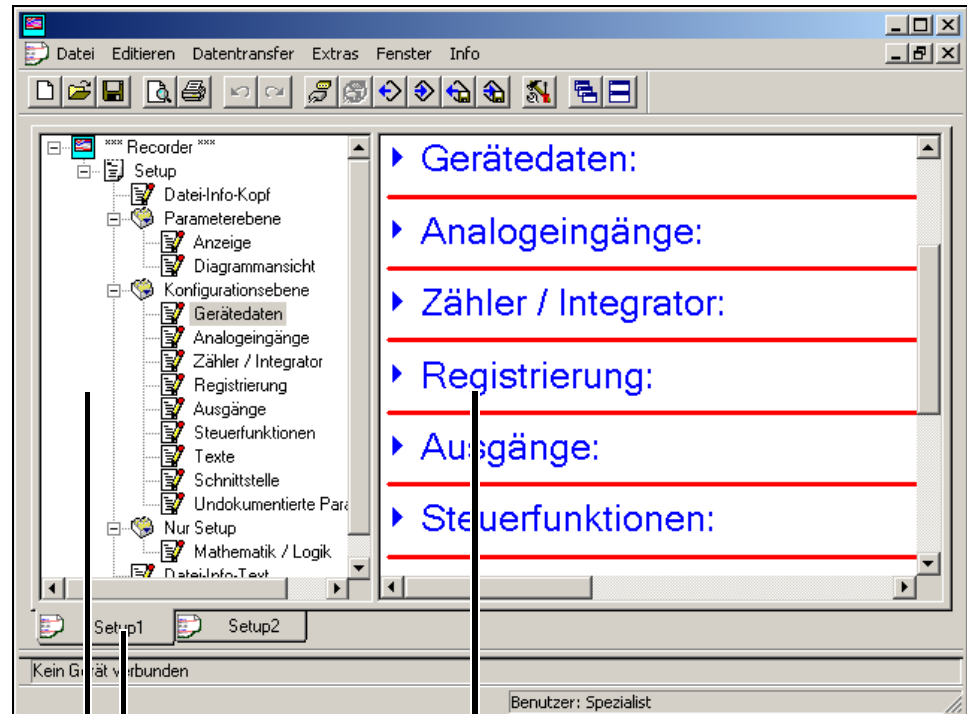 Datei Editieren Datentransfer Extras Fenster Info
*** Recorder ***
Setup
Datei-Info-Kopf
Parameterebene
Anzeige
Diagrammansicht
Konfigurationsebene
Gerätedaten
Analogeingänge
Zähler / Integrator
Registrierung
Ausgänge
Steuerfunktionen
Texte
Schnittstelle
Undokumentierte Para
Nur Setup
Mathematik / Logik
Datei-Info-Text
Gerätedaten:
Analogeingänge:
Zähler / Integrator:
Registrierung:
Ausgänge:
Steuerfunktionen:
Setup1 Setup2
Kein Gerät verbunden
Benutzer: Spezialist